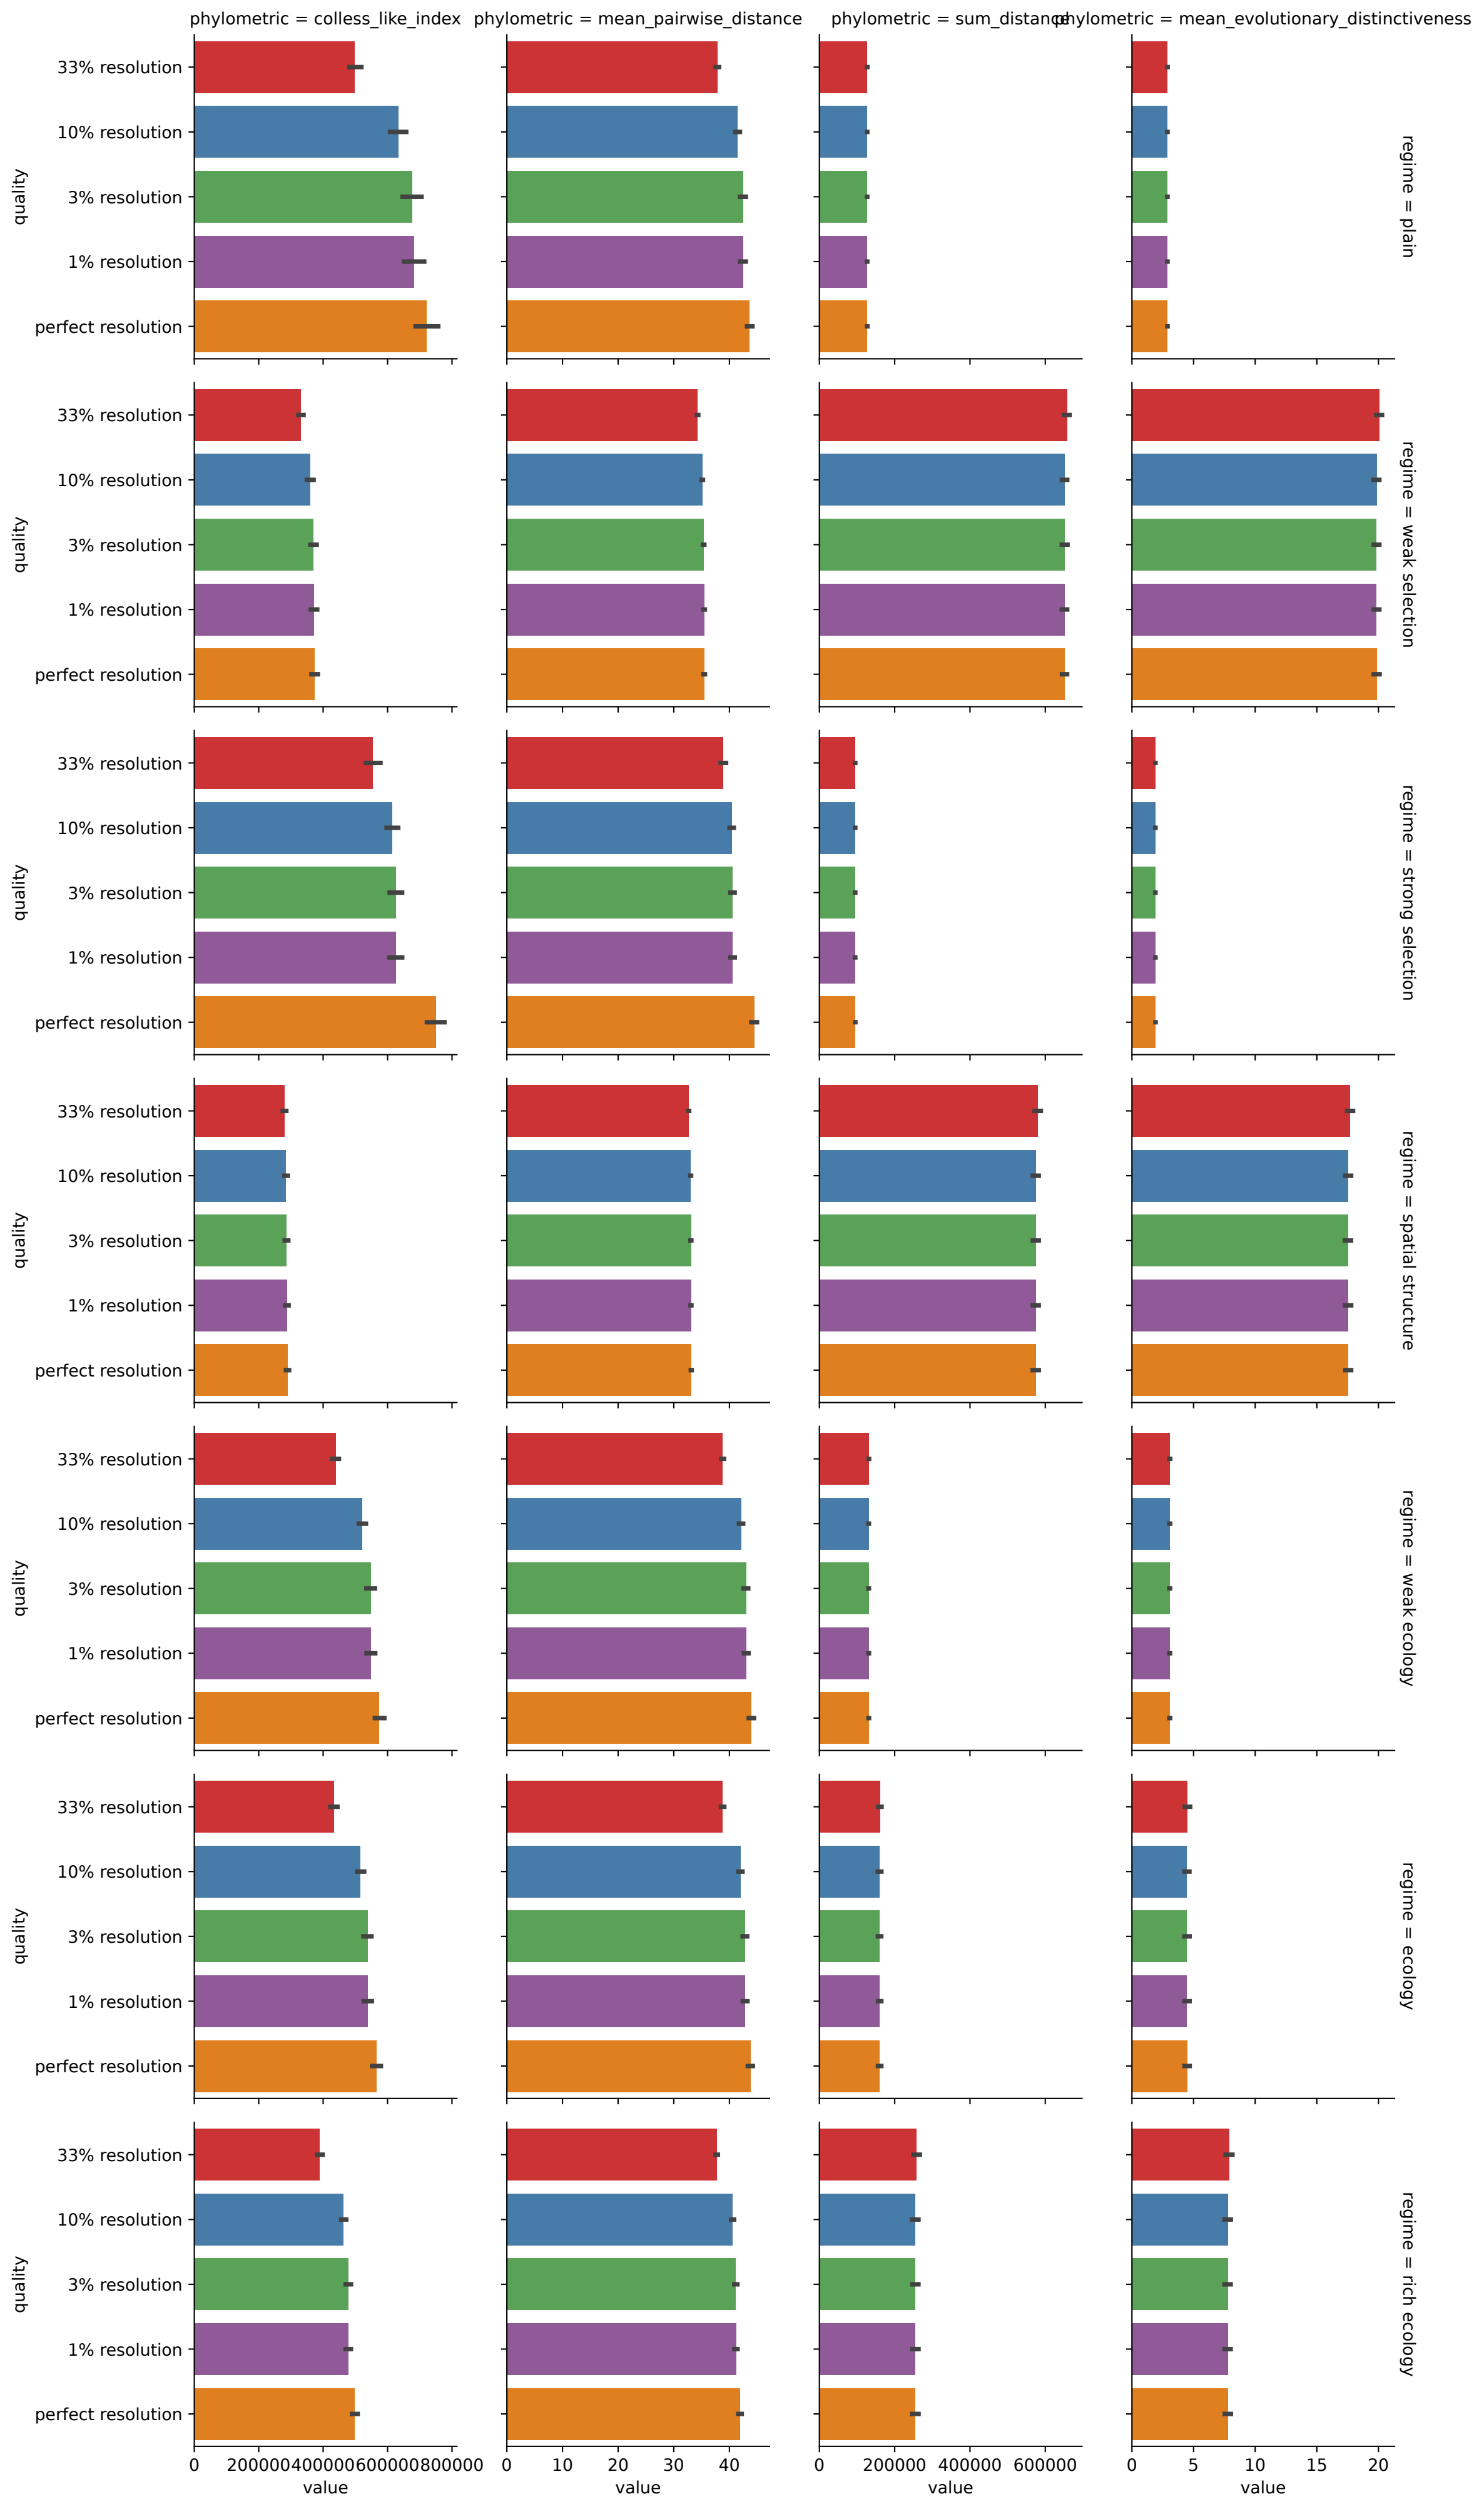 phylometric = colless_like_index
phylometric = mean_pairwise_distance
phylometric = sum_distance
phylometric = mean_evolutionary_distinctiveness
quality
33% resolution
10% resolution
3% resolution
1% resolution
perfect resolution
regime = plain
quality
33% resolution
10% resolution
3% resolution
1% resolution
perfect resolution
regime = weak selection
quality
33% resolution
10% resolution
3% resolution
1% resolution
perfect resolution
regime = strong selection
quality
33% resolution
10% resolution
3% resolution
1% resolution
perfect resolution
regime = spatial structure
quality
33% resolution
10% resolution
3% resolution
1% resolution
perfect resolution
regime = weak ecology
quality
33% resolution
10% resolution
3% resolution
1% resolution
perfect resolution
regime = ecology
quality
33% resolution
10% resolution
3% resolution
1% resolution
perfect resolution
regime = rich ecology
0 200000 400000 600000 800000
value
0 10 20 30 40
value
0 200000 400000 600000
value
0 5 10 15 20
value